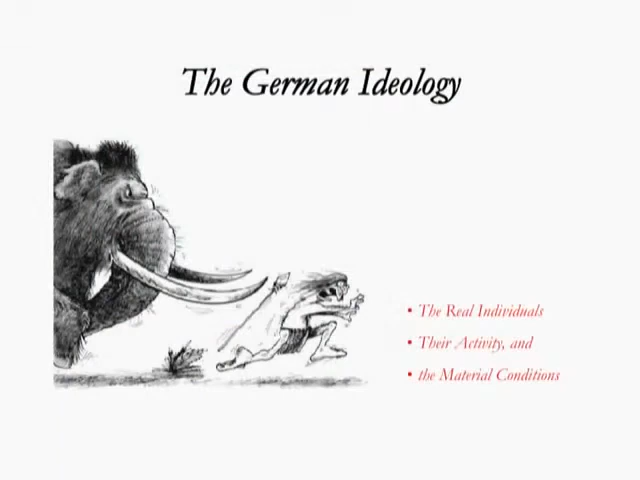 The German Ideology
• The Real Individuals
• Their Activity, and
• the Material Conditions